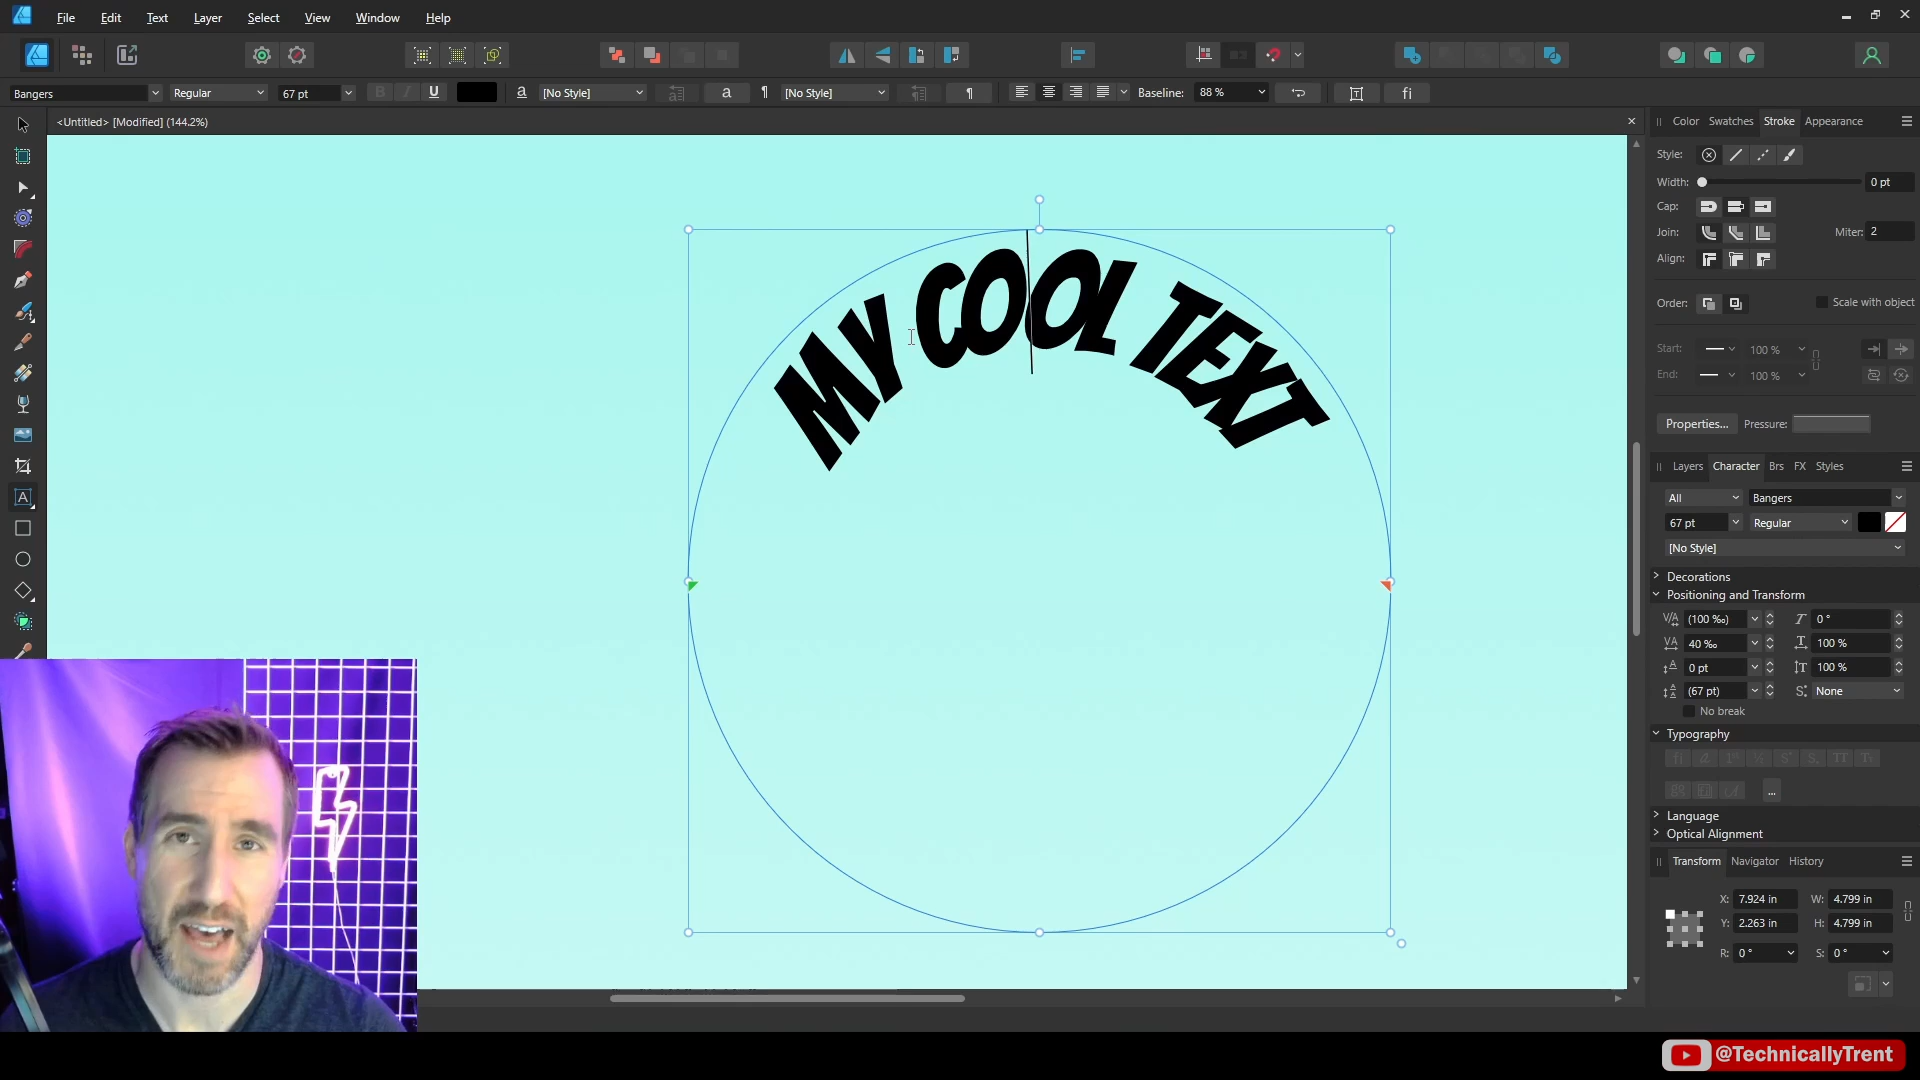 File Edit Text Layer Select View Window Help
Bangers Regular 67 pt B I U a [No Style] a ¶ [No Style] ¶ Baseline: 88 % fi
<Untitled> [Modified] (144.2%)
Color Swatches Stroke Appearance
Style:
Width: 0 pt
Cap:
Join: Miter: 2
Align:
Order: Scale with object
Start: 100 %
End: 100 %
Properties... Pressure:
MY COOL TEXT
Layers Character Brs FX Styles
All Bangers
67 pt Regular
[No Style]
Decorations
Positioning and Transform
(100 ‰) 0 °
40 ‰ 100 %
0 pt 100 %
(67 pt) None
No break
Typography
...
Language
Optical Alignment
Transform Navigator History
X: 7.924 in W: 4.799 in
Y: 2.263 in H: 4.799 in
R: 0 ° S: 0 °
@TechnicallyTrent